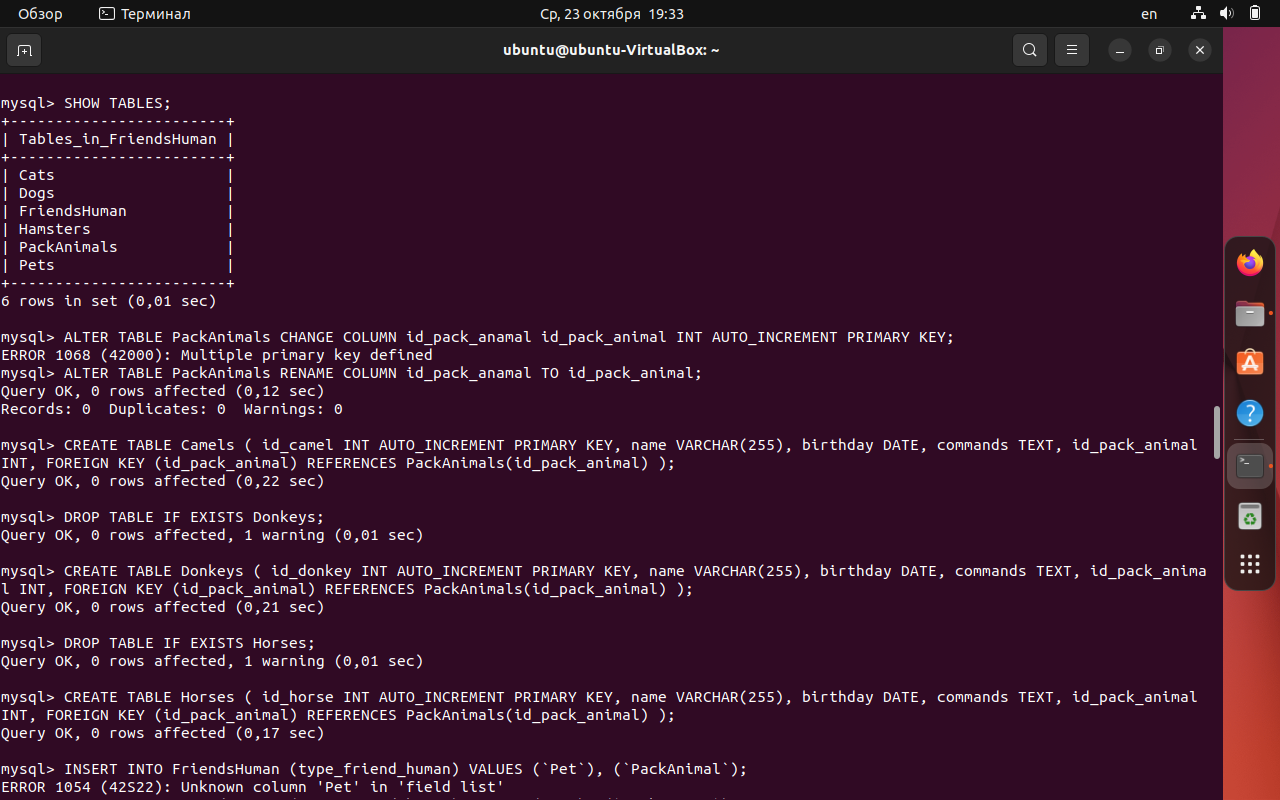 Обзор
Терминал
Ср, 23 октября 19:33
en
ubuntu@ubuntu-VirtualBox: ~
mysql> SHOW TABLES;
+------------------------+
| Tables_in_FriendsHuman |
+------------------------+
| Cats                   |
| Dogs                   |
| FriendsHuman           |
| Hamsters               |
| PackAnimals            |
| Pets                   |
+------------------------+
6 rows in set (0,01 sec)
mysql> ALTER TABLE PackAnimals CHANGE COLUMN id_pack_anamal id_pack_animal INT AUTO_INCREMENT PRIMARY KEY;
ERROR 1068 (42000): Multiple primary key defined
mysql> ALTER TABLE PackAnimals RENAME COLUMN id_pack_anamal TO id_pack_animal;
Query OK, 0 rows affected (0,12 sec)
Records: 0  Duplicates: 0  Warnings: 0
mysql> CREATE TABLE Camels ( id_camel INT AUTO_INCREMENT PRIMARY KEY, name VARCHAR(255), birthday DATE, commands TEXT, id_pack_animal
INT, FOREIGN KEY (id_pack_animal) REFERENCES PackAnimals(id_pack_animal) );
Query OK, 0 rows affected (0,22 sec)
mysql> DROP TABLE IF EXISTS Donkeys;
Query OK, 0 rows affected, 1 warning (0,01 sec)
mysql> CREATE TABLE Donkeys ( id_donkey INT AUTO_INCREMENT PRIMARY KEY, name VARCHAR(255), birthday DATE, commands TEXT, id_pack_anima
l INT, FOREIGN KEY (id_pack_animal) REFERENCES PackAnimals(id_pack_animal) );
Query OK, 0 rows affected (0,21 sec)
mysql> DROP TABLE IF EXISTS Horses;
Query OK, 0 rows affected, 1 warning (0,01 sec)
mysql> CREATE TABLE Horses ( id_horse INT AUTO_INCREMENT PRIMARY KEY, name VARCHAR(255), birthday DATE, commands TEXT, id_pack_animal
INT, FOREIGN KEY (id_pack_animal) REFERENCES PackAnimals(id_pack_animal) );
Query OK, 0 rows affected (0,17 sec)
mysql> INSERT INTO FriendsHuman (type_friend_human) VALUES (`Pet`), (`PackAnimal`);
ERROR 1054 (42S22): Unknown column 'Pet' in 'field list'